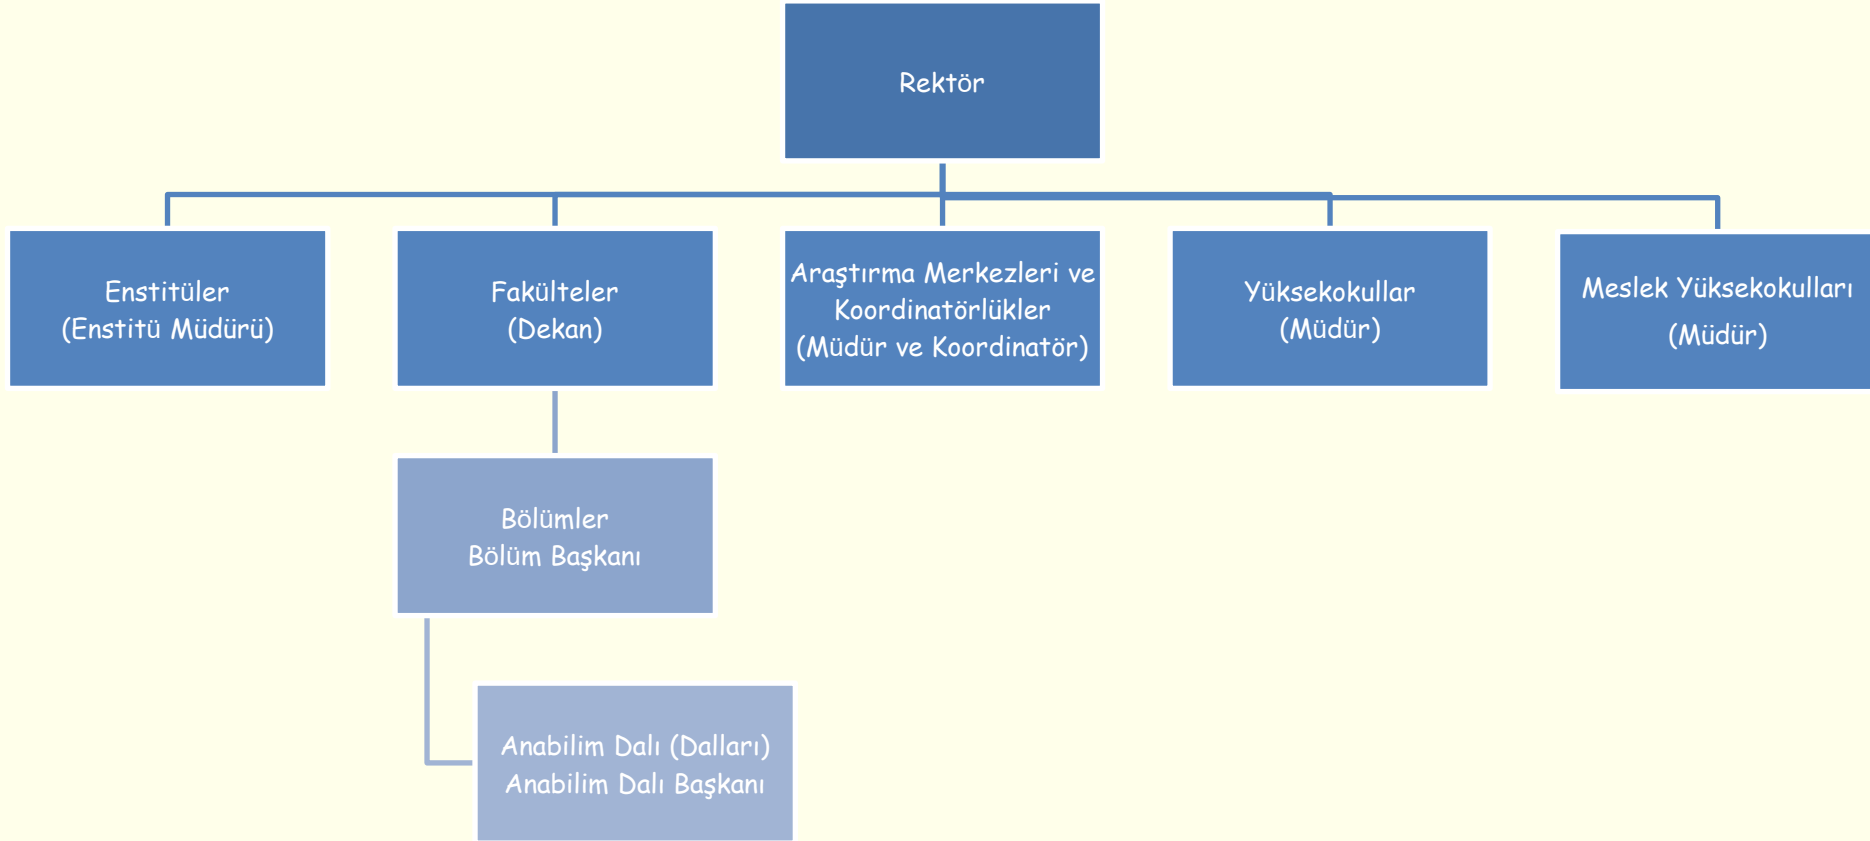 Rektör
Enstitüler
(Enstitü Müdürü)
Fakülteler
(Dekan)
Araştırma Merkezleri ve
Koordinatörlükler
(Müdür ve Koordinatör)
Yüksekokullar
(Müdür)
Meslek Yüksekokulları
(Müdür)
Bölümler
Bölüm Başkanı
Anabilim Dalı (Dalları)
Anabilim Dalı Başkanı